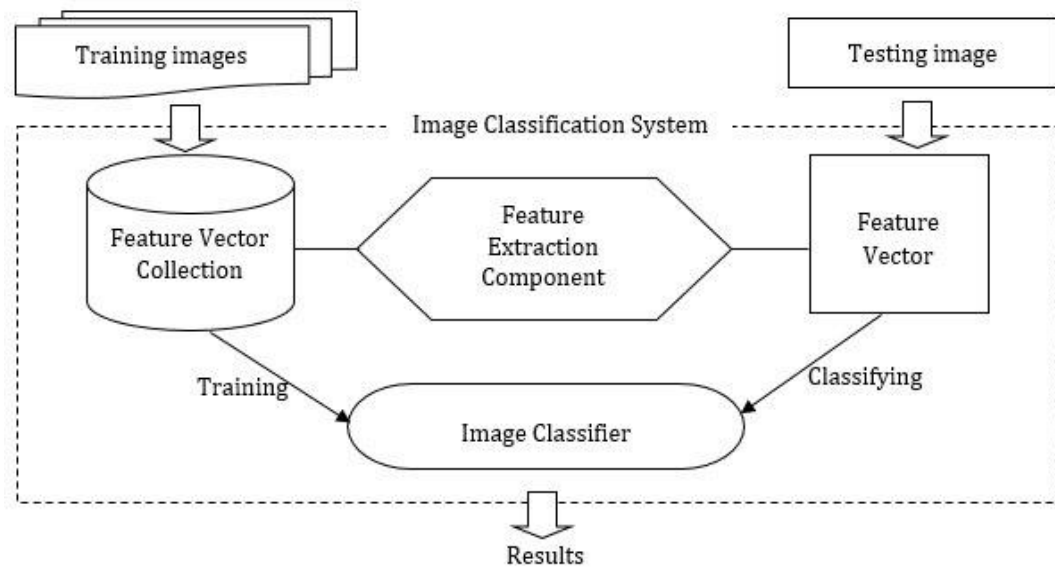 Training images
Testing image
Image Classification System
Feature Vector
Collection
Feature
Extraction
Component
Feature
Vector
Training
Classifying
Image Classifier
Results